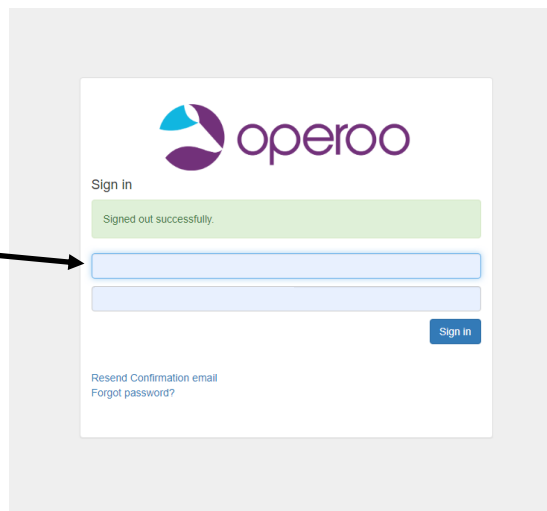 operoo
Sign in
Signed out successfully.
Sign in
Resend Confirmation email
Forgot password?